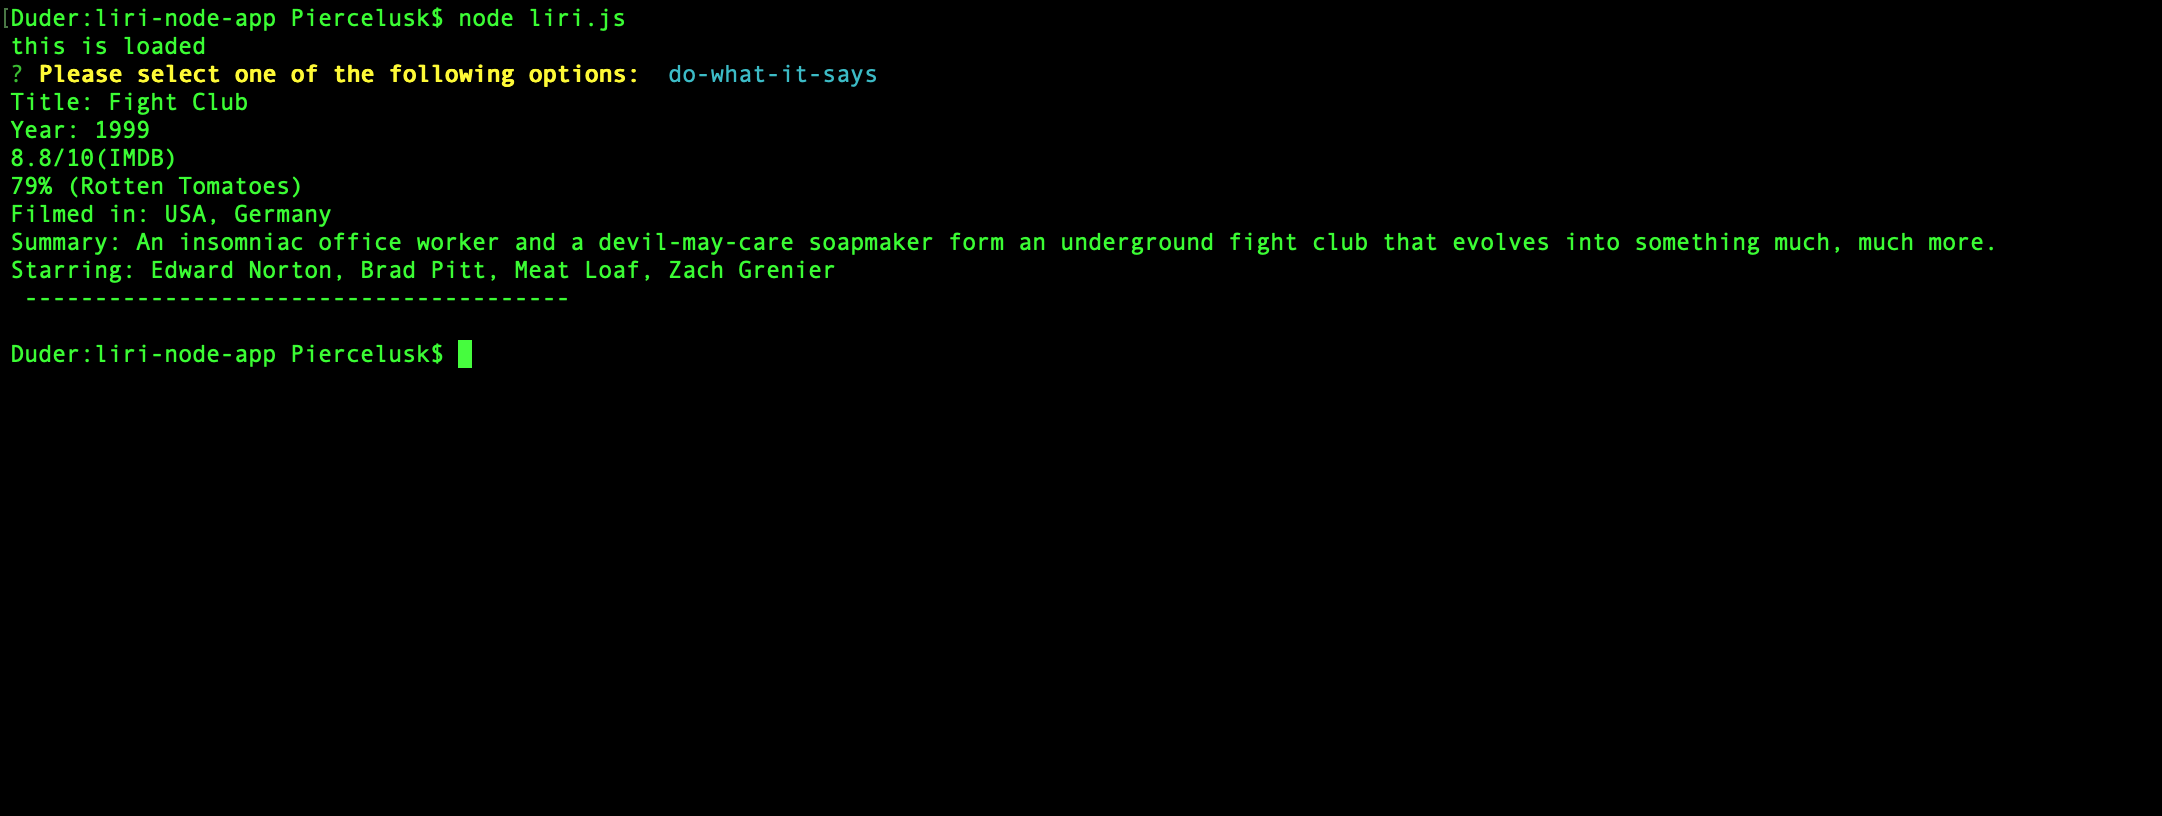 [Duder:liri-node-app Piercelusk$ node liri.js
this is loaded
? Please select one of the following options:  do-what-it-says
Title: Fight Club
Year: 1999
8.8/10(IMDB)
79% (Rotten Tomatoes)
Filmed in: USA, Germany
Summary: An insomniac office worker and a devil-may-care soapmaker form an underground fight club that evolves into something much, much more.
Starring: Edward Norton, Brad Pitt, Meat Loaf, Zach Grenier
---------------------------------------
Duder:liri-node-app Piercelusk$